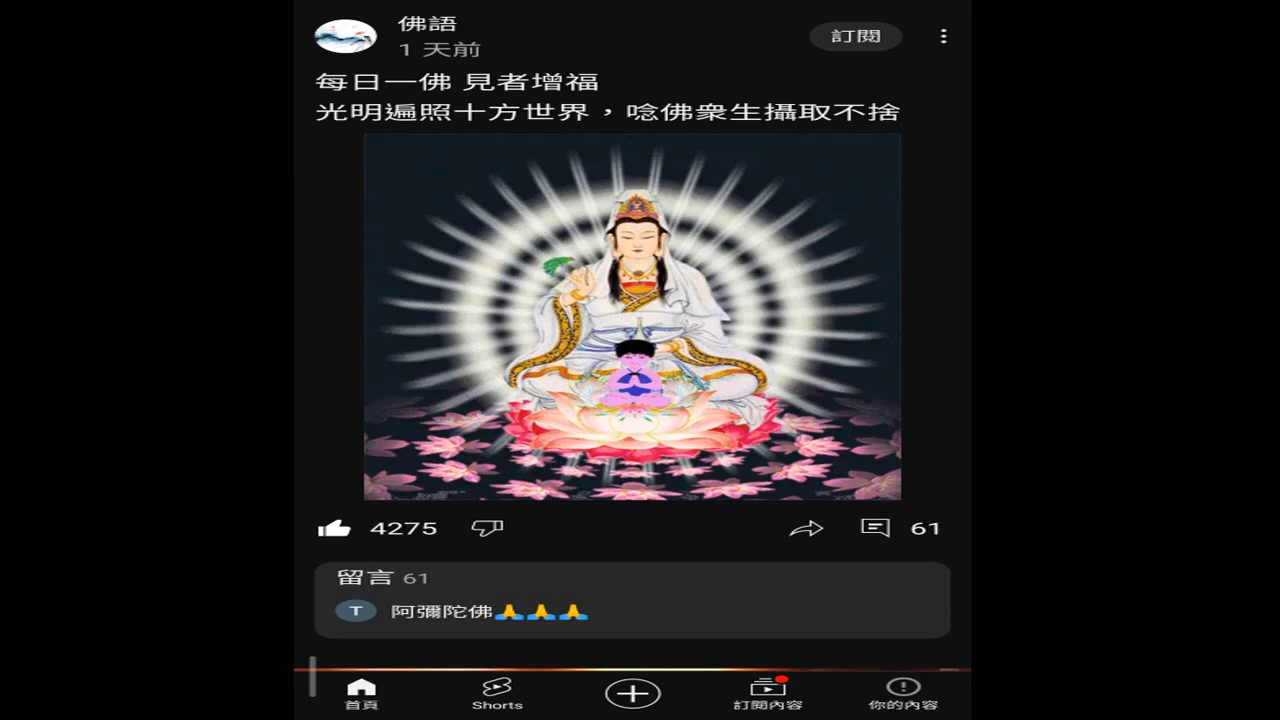 佛語
1 天前
訂閱
每日一佛 見者增福
光明遍照十方世界，唸佛衆生攝取不捨
4275
61
留言 61
T
阿彌陀佛🙏🙏🙏
首頁
Shorts
訂閱內容
你的內容